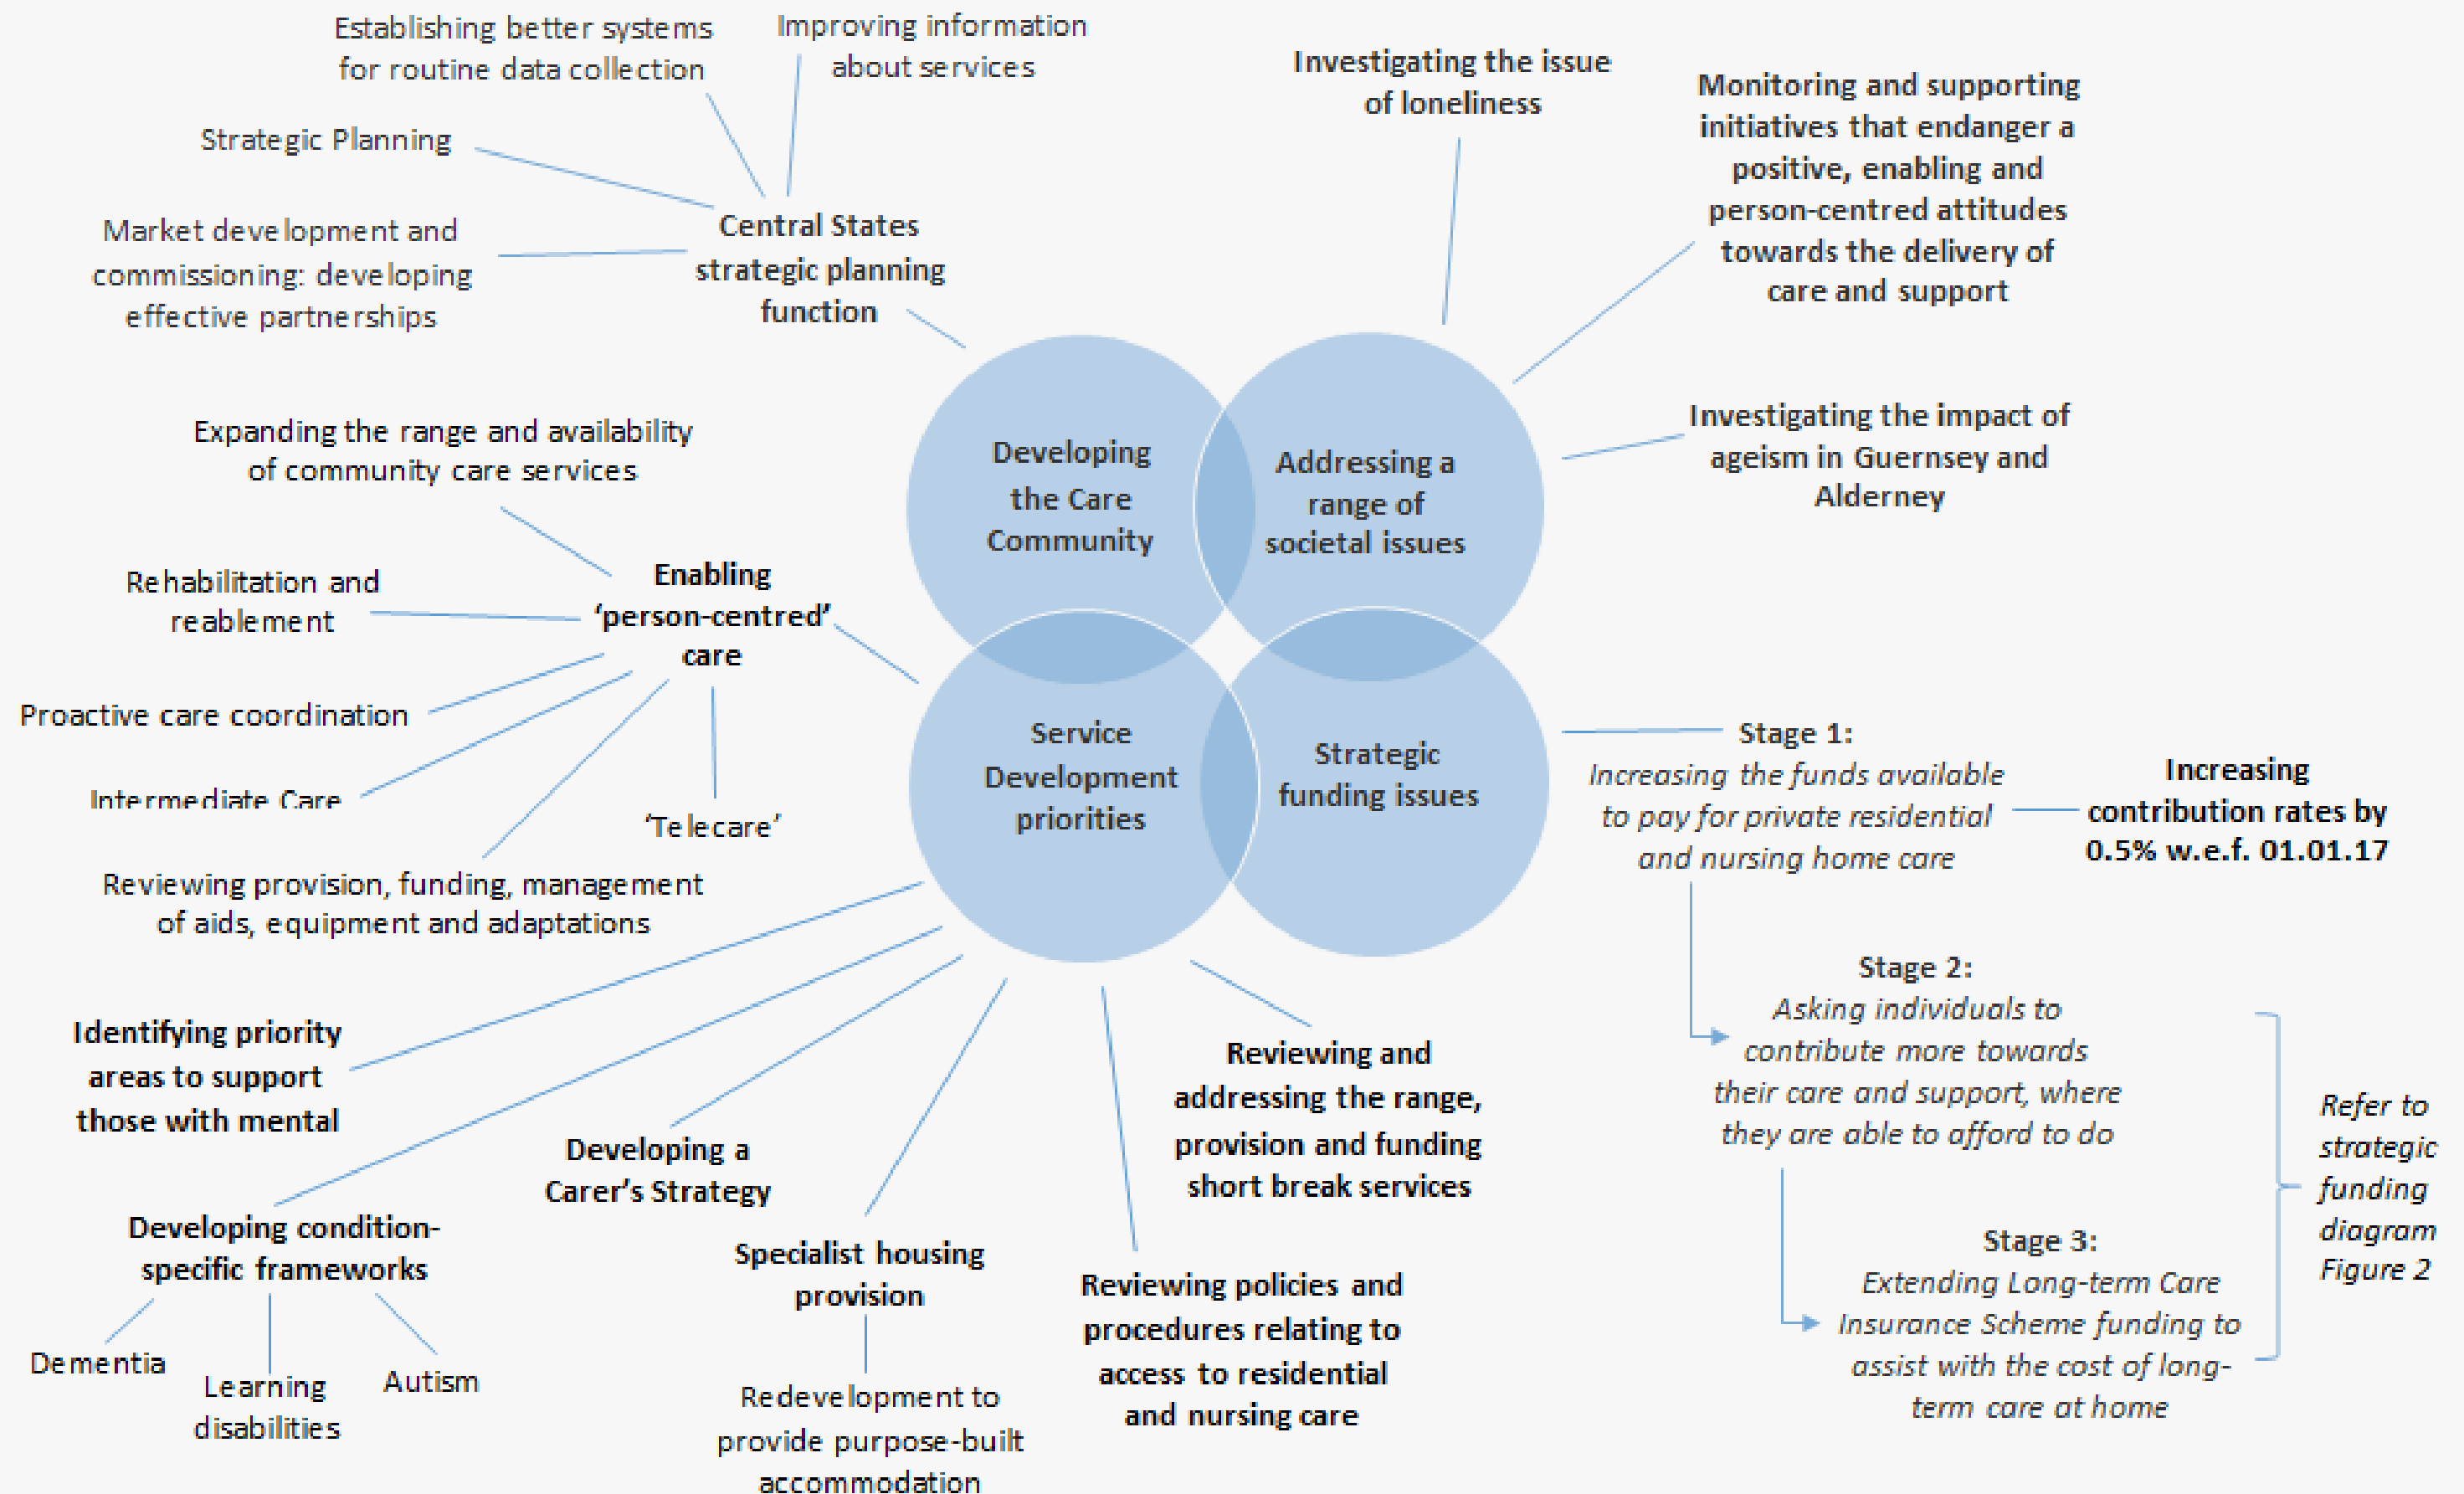 Establishing better systems
for routine data collection
Improving information
about services
Strategic Planning
Market development and
commissioning: developing
effective partnerships
Central States
strategic planning
function
Investigating the issue
of loneliness
Monitoring and supporting
initiatives that endanger a
positive, enabling and
person-centred attitudes
towards the delivery of
care and support
Investigating the impact of
ageism in Guernsey and
Alderney
Developing
the Care
Community
Addressing a
range of
societal issues
Service
Development
priorities
Strategic
funding issues
Expanding the range and availability
of community care services
Rehabilitation and
reablement
Enabling
‘person-centred’
care
Proactive care coordination
Intermediate Care
‘Telecare’
Reviewing provision, funding, management
of aids, equipment and adaptations
Identifying priority
areas to support
those with mental
Developing condition-
specific frameworks
Dementia
Learning
disabilities
Autism
Developing a
Carer’s Strategy
Specialist housing
provision
Redevelopment to
provide purpose-built
accommodation
Reviewing policies and
procedures relating to
access to residential
and nursing care
Reviewing and
addressing the range,
provision and funding
short break services
Stage 1:
Increasing the funds available
to pay for private residential
and nursing home care
Increasing
contribution rates by
0.5% w.e.f. 01.01.17
Stage 2:
Asking individuals to
contribute more towards
their care and support, where
they are able to afford to do
Stage 3:
Extending Long-term Care
Insurance Scheme funding to
assist with the cost of long-
term care at home
Refer to
strategic
funding
diagram
Figure 2